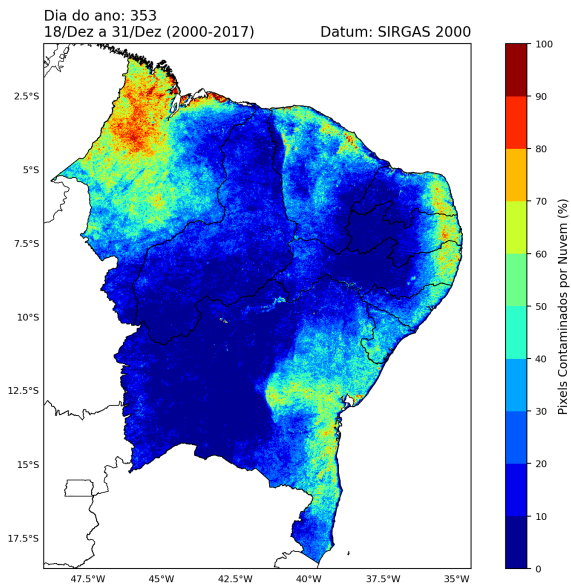 Dia do ano: 353
18/Dez a 31/Dez (2000-2017)
Datum: SIRGAS 2000
2.5°S
5°S
7.5°S
10°S
12.5°S
15°S
17.5°S
47.5°W
45°W
42.5°W
40°W
37.5°W
35°W
100
90
80
70
60
50
40
30
20
10
0
Pixels Contaminados por Nuvem (%)